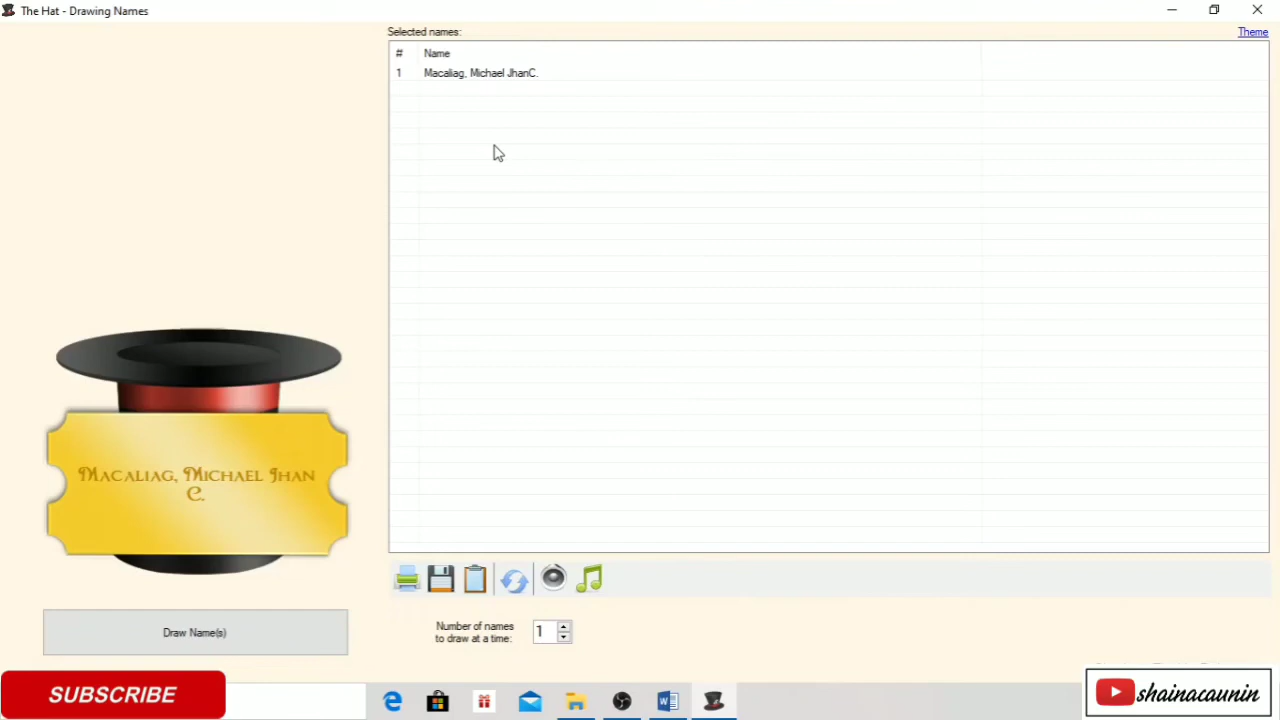 The Hat - Drawing Names
Selected names:
Theme
# Name
1 Macaliag, Michael JhanC.
Macaliag, Michael Jhan
C.
Draw Name(s)
Number of names
to draw at a time:
1
SUBSCRIBE
shainacaunin